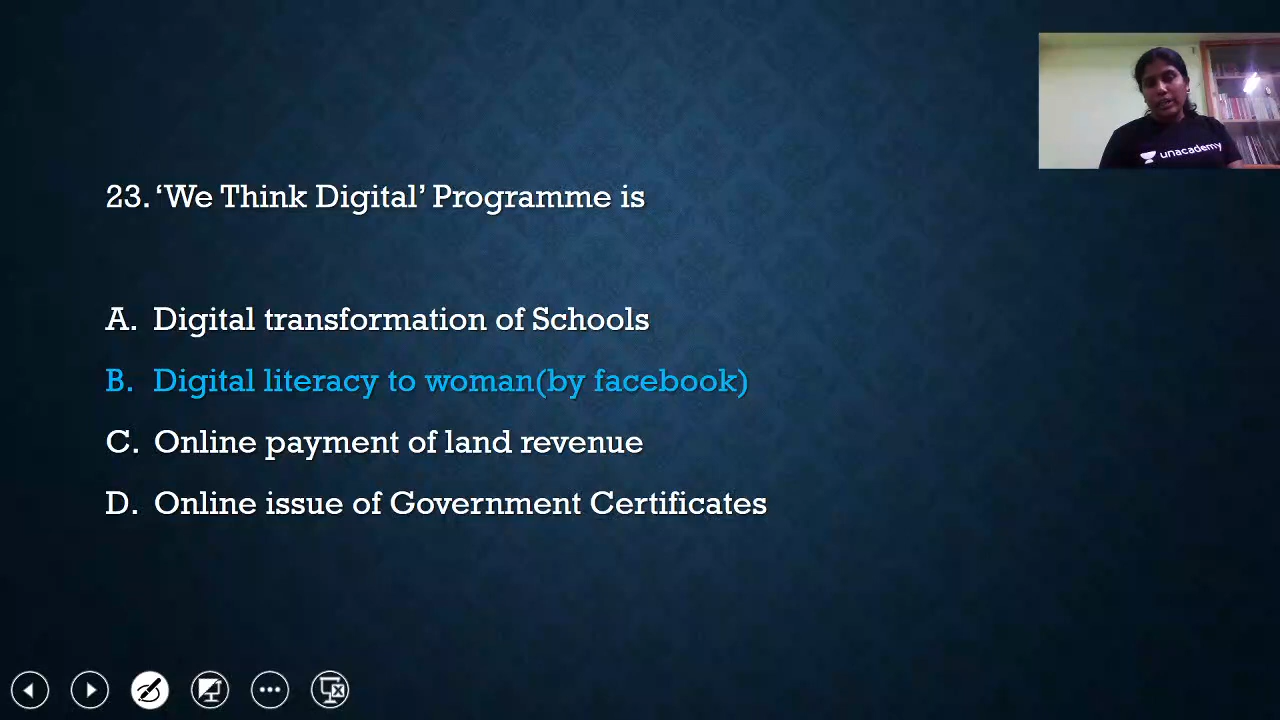 unacademy
23. ‘We Think Digital’ Programme is
A. Digital transformation of Schools
B. Digital literacy to woman(by facebook)
C. Online payment of land revenue
D. Online issue of Government Certificates